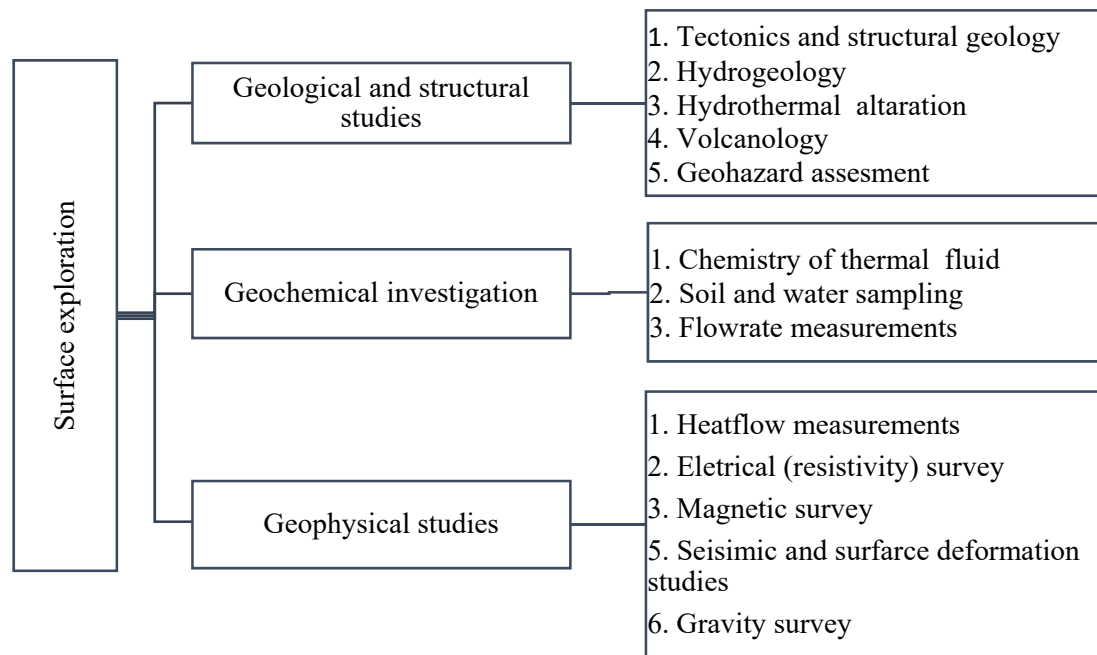 Surface exploration
Geological and structural
studies
1. Tectonics and structural geology
2. Hydrogeology
3. Hydrothermal altaration
4. Volcanology
5. Geohazard assesment
Geochemical investigation
1. Chemistry of thermal fluid
2. Soil and water sampling
3. Flowrate measurements
Geophysical studies
1. Heatflow measurements
2. Eletrical (resistivity) survey
3. Magnetic survey
5. Seisimic and surfarce deformation
studies
6. Gravity survey